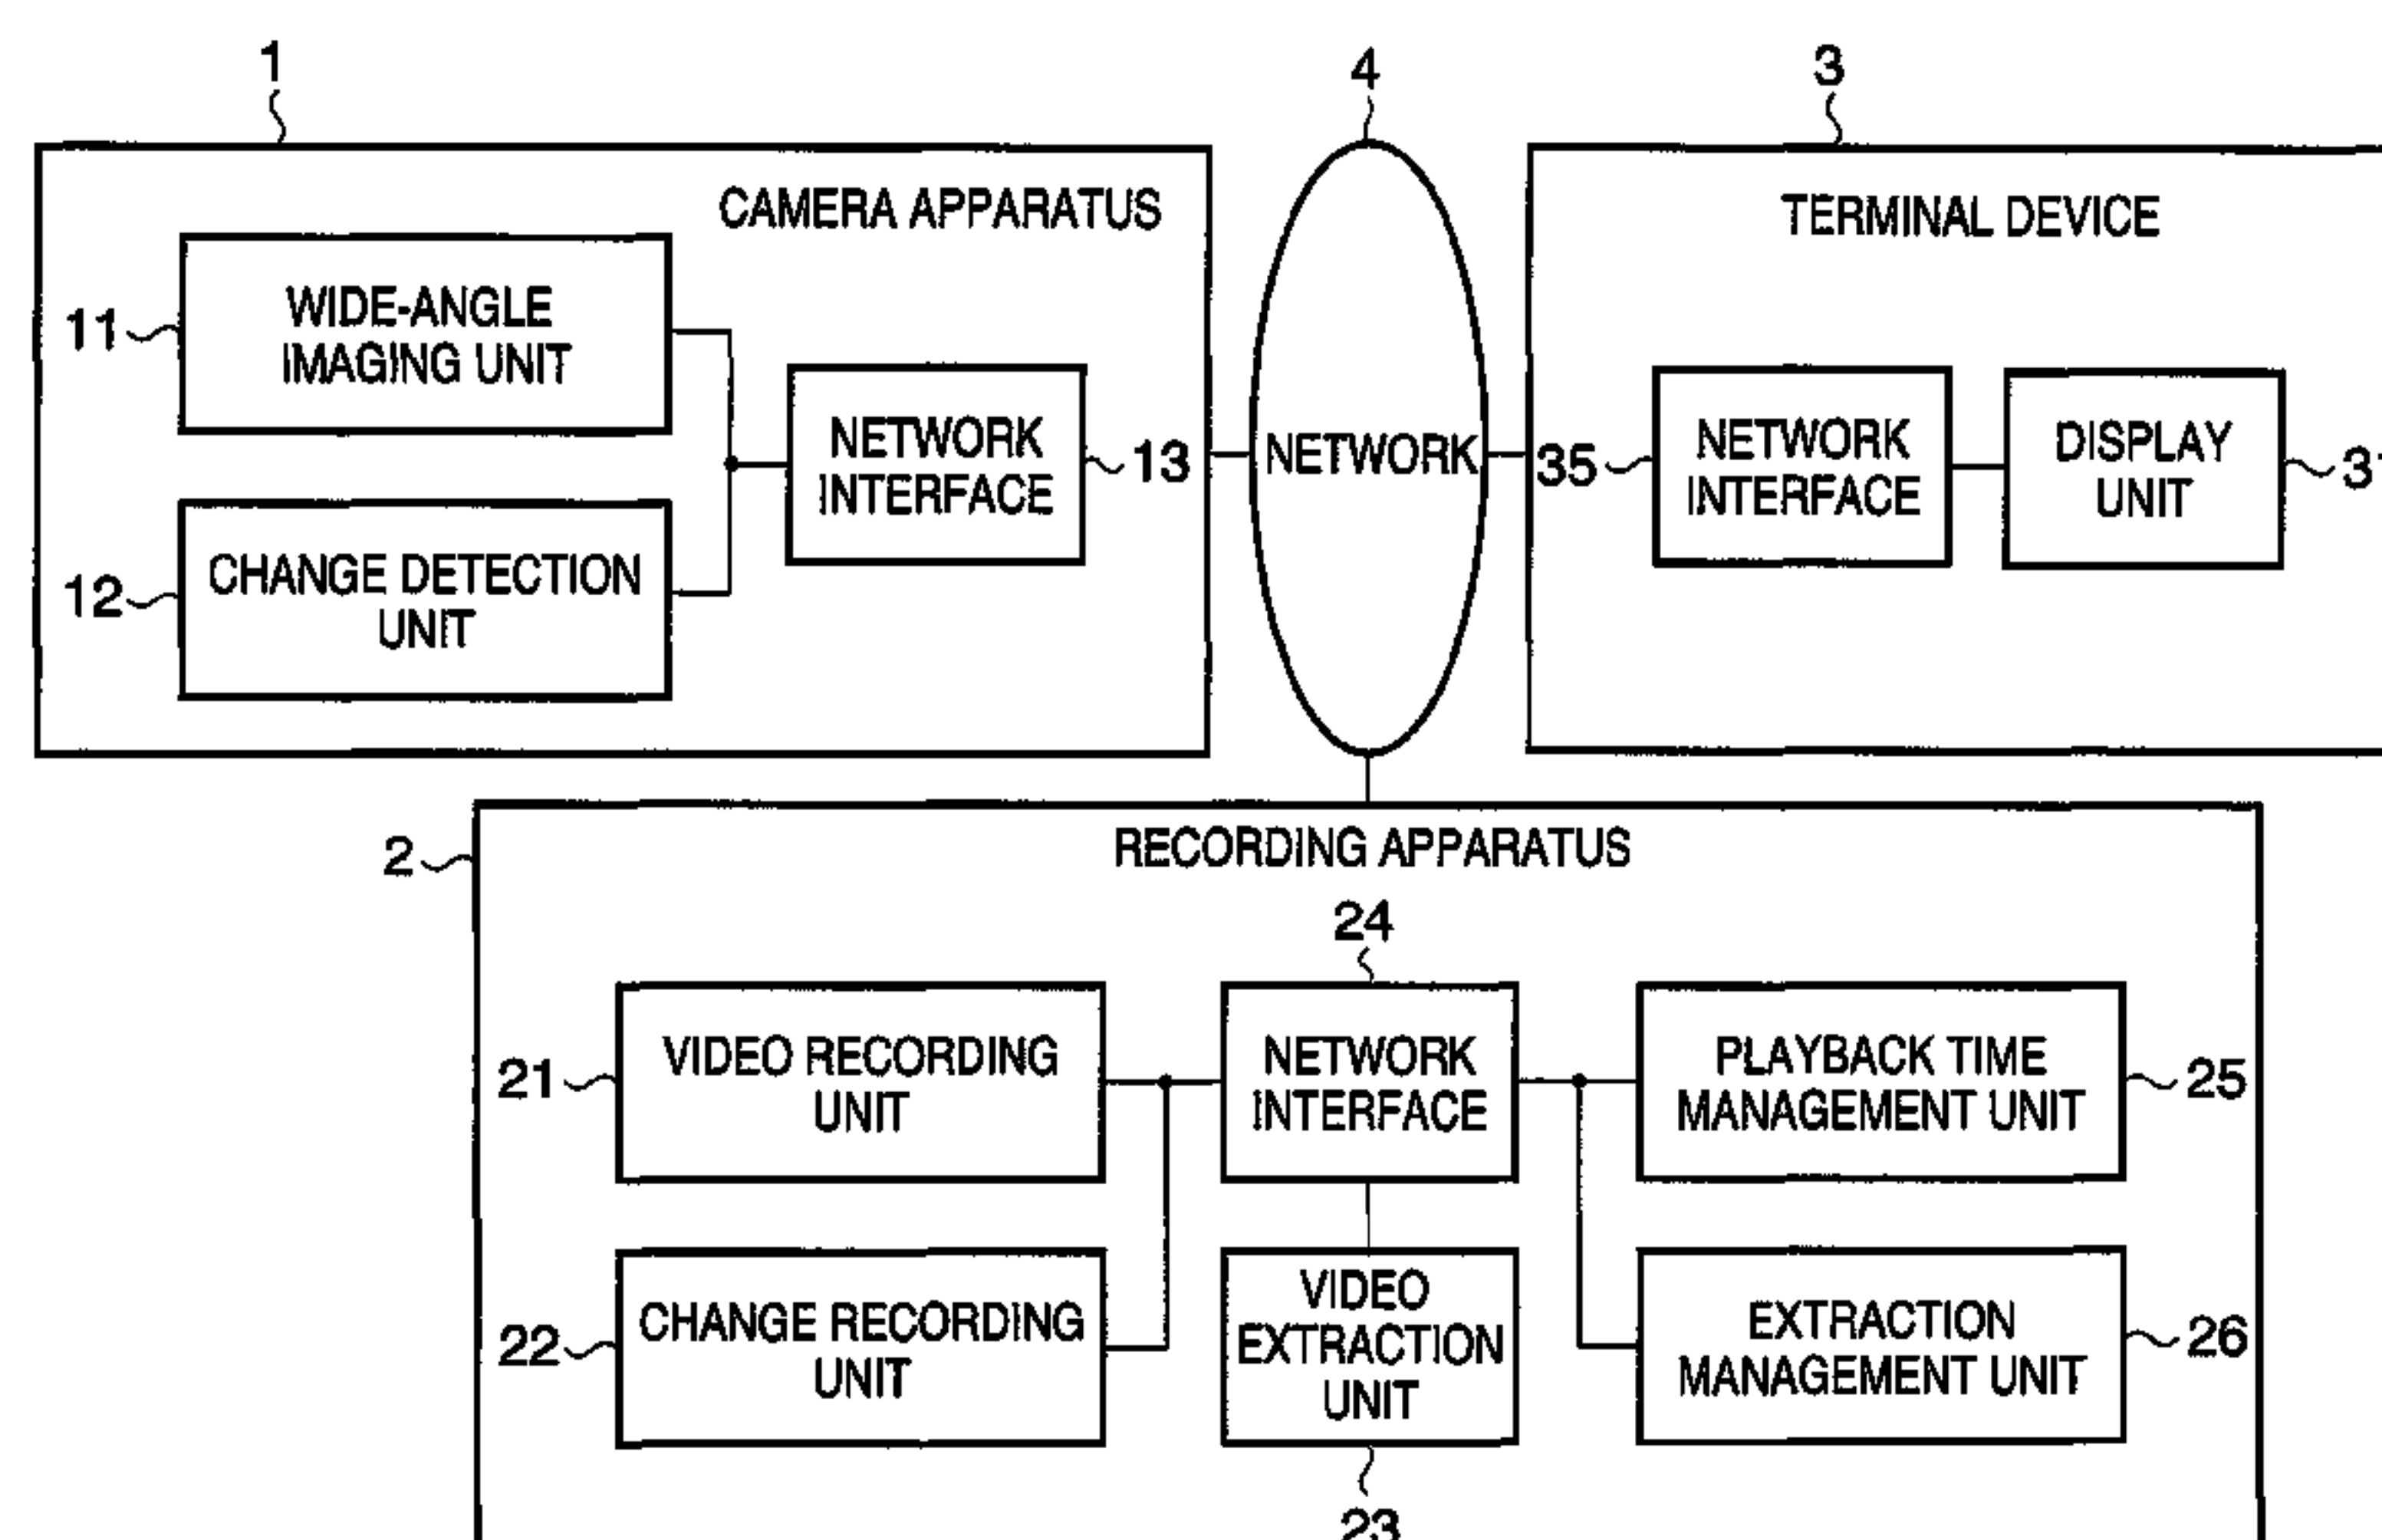 1
4
3
CAMERA APPARATUS
TERMINAL DEVICE
11
WIDE-ANGLE
IMAGING UNIT
NETWORK
INTERFACE
13
12
CHANGE DETECTION
UNIT
NETWORK
35
NETWORK
INTERFACE
DISPLAY
UNIT
2
RECORDING APPARATUS
24
21
VIDEO RECORDING
UNIT
NETWORK
INTERFACE
PLAYBACK TIME
MANAGEMENT UNIT
25
22
CHANGE RECORDING
UNIT
VIDEO
EXTRACTION
UNIT
EXTRACTION
MANAGEMENT UNIT
26
23